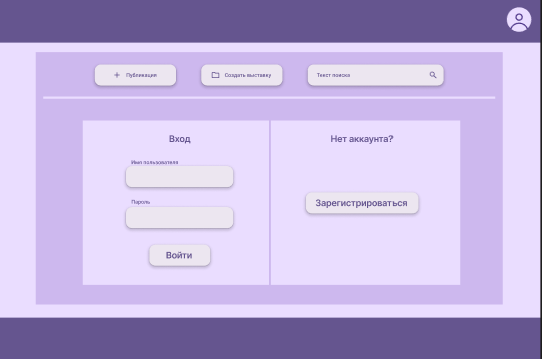 Публикация
Создать выставку
Текст поиска
Вход
Имя пользователя
Пароль
Войти
Нет аккаунта?
Зарегистрироваться